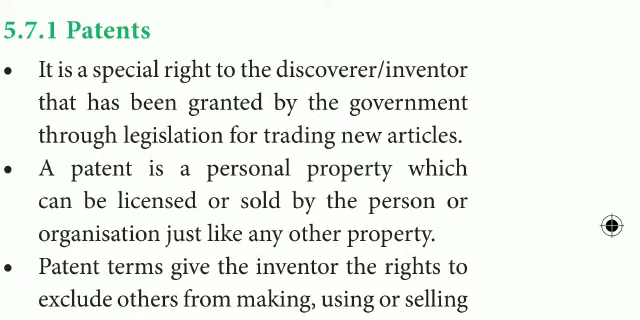 5.7.1 Patents
• It is a special right to the discoverer/inventor
that has been granted by the government
through legislation for trading new articles.
• A patent is a personal property which
can be licensed or sold by the person or
organisation just like any other property.
• Patent terms give the inventor the rights to
exclude others from making, using or selling